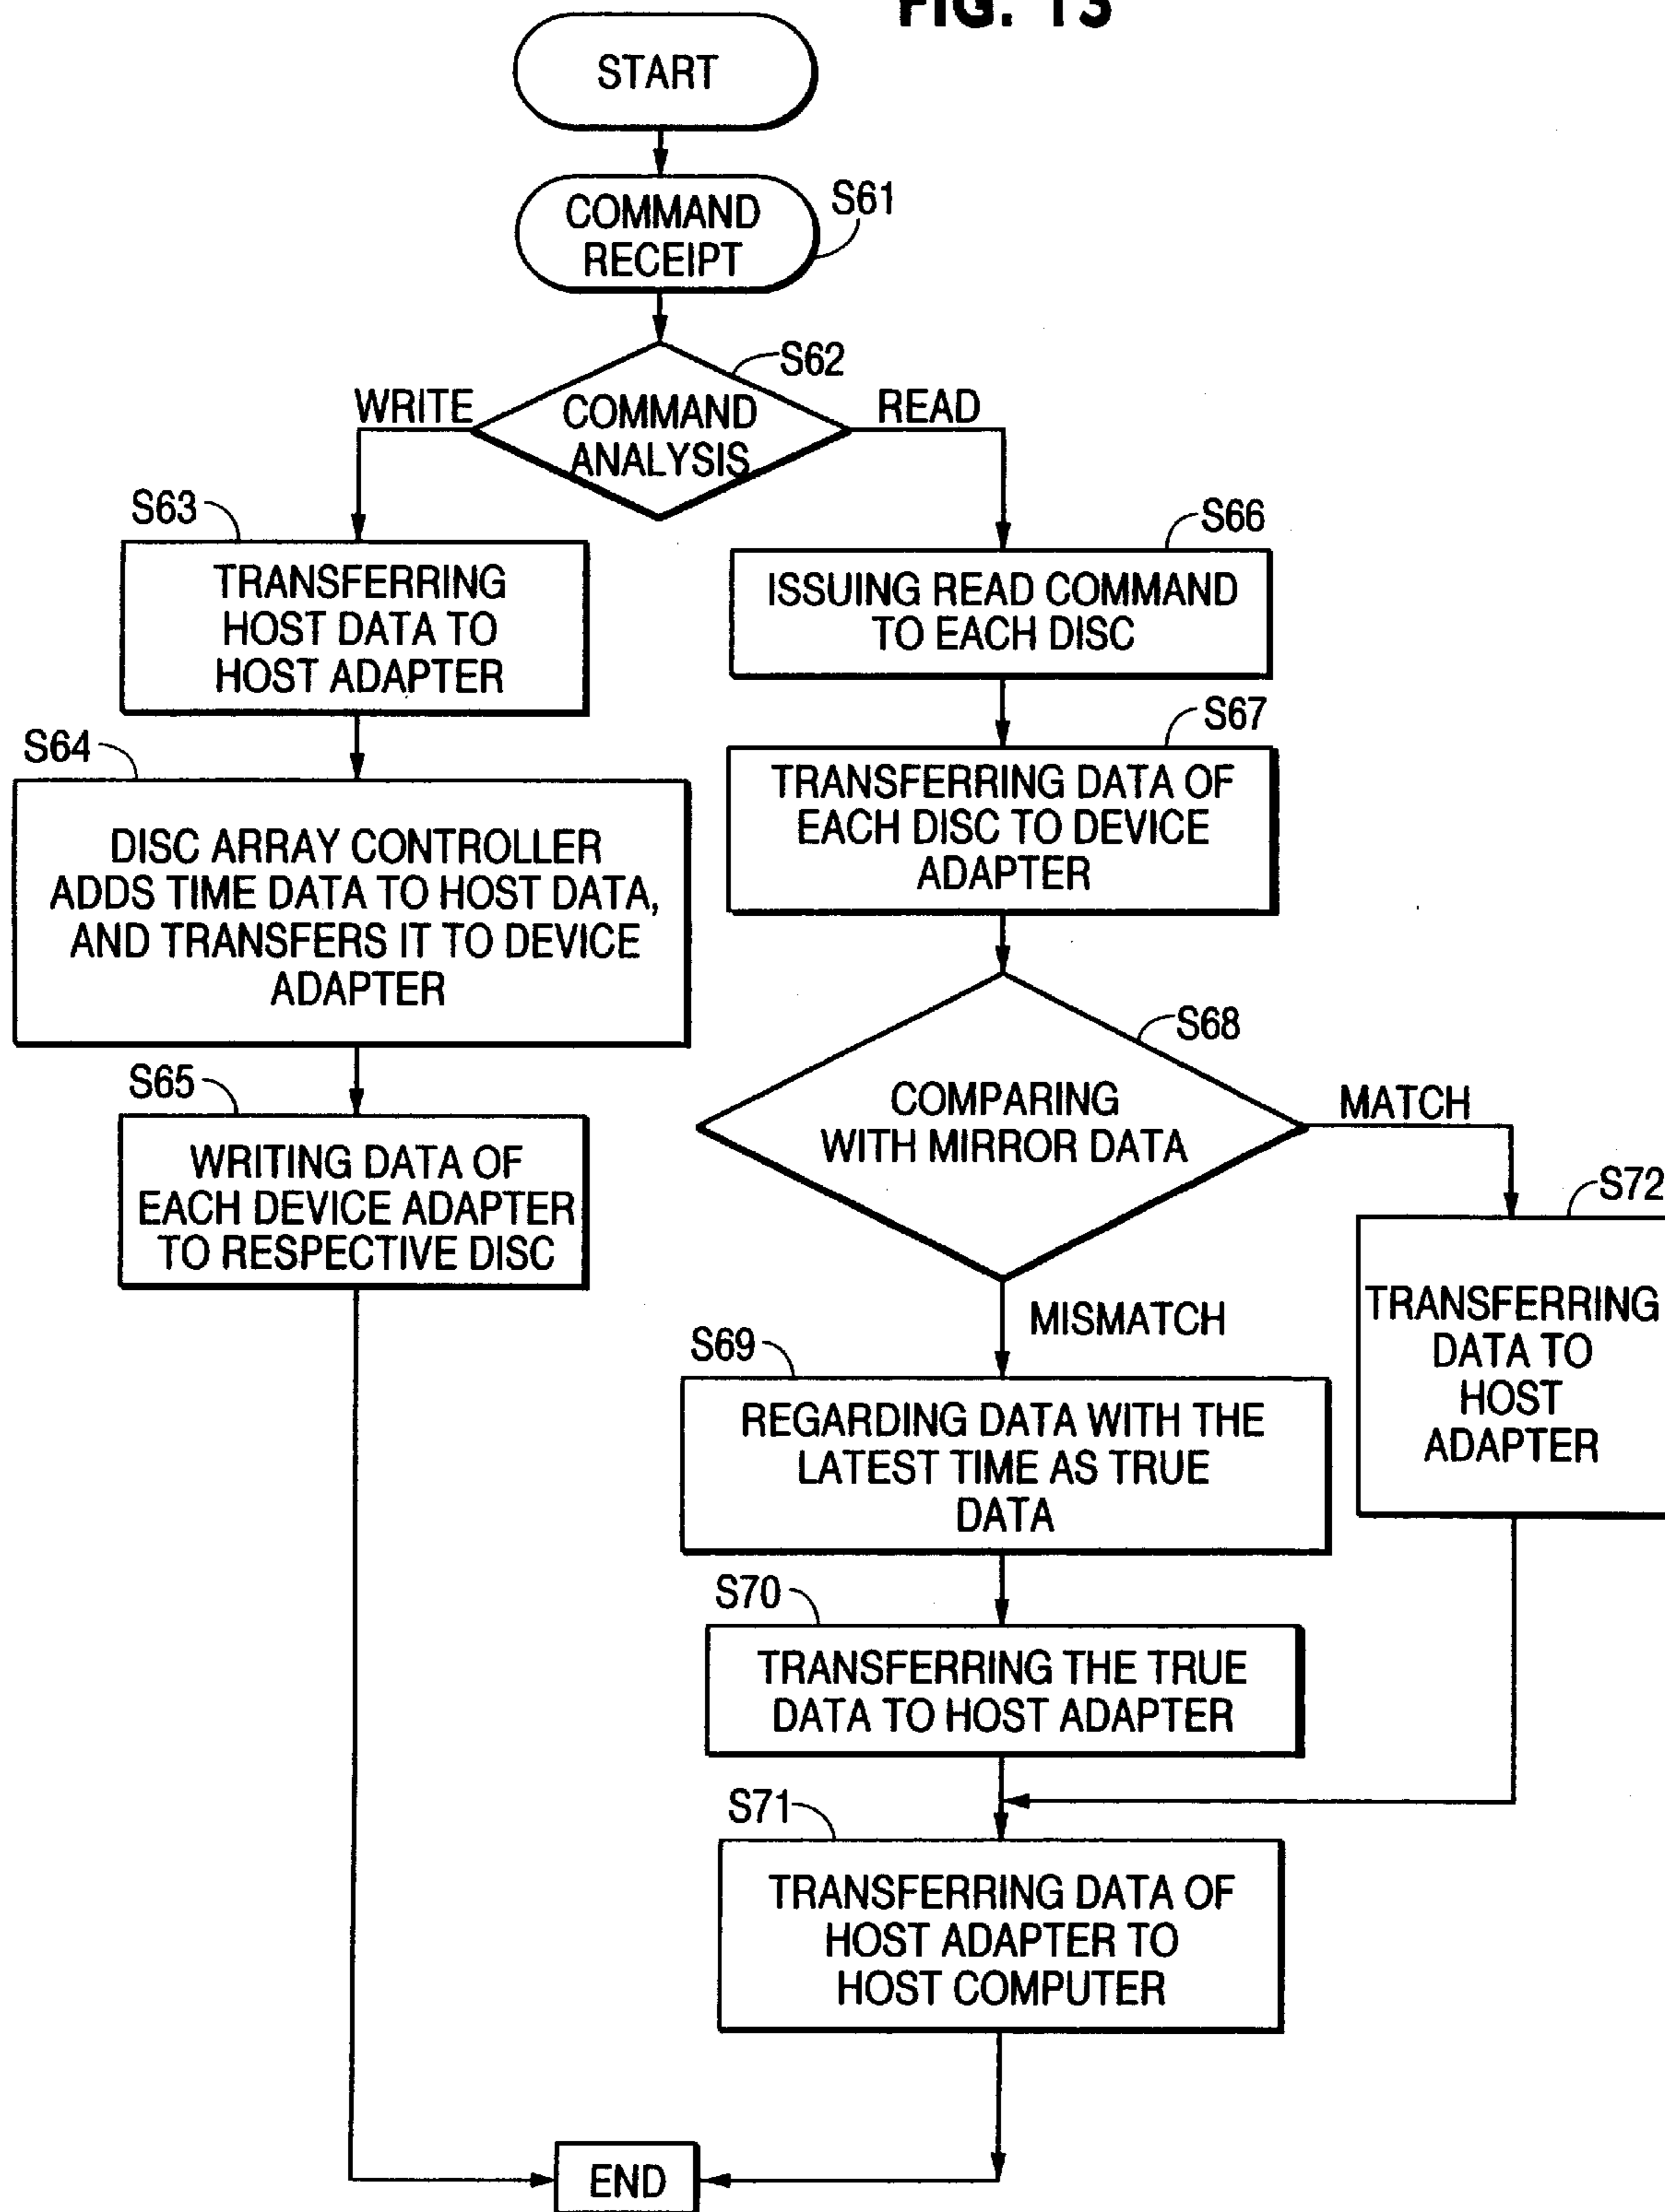 FIG. 13
START
COMMAND
RECEIPT
S61
S62
COMMAND
ANALYSIS
WRITE
READ
S63
TRANSFERRING
HOST DATA TO
HOST ADAPTER
S64
DISC ARRAY CONTROLLER
ADDS TIME DATA TO HOST DATA,
AND TRANSFERS IT TO DEVICE
ADAPTER
S65
WRITING DATA OF
EACH DEVICE ADAPTER
TO RESPECTIVE DISC
S66
ISSUING READ COMMAND
TO EACH DISC
S67
TRANSFERRING DATA OF
EACH DISC TO DEVICE
ADAPTER
S68
COMPARING
WITH MIRROR DATA
MATCH
S72
TRANSFERRING
DATA TO
HOST
ADAPTER
MISMATCH
S69
REGARDING DATA WITH THE
LATEST TIME AS TRUE
DATA
S70
TRANSFERRING THE TRUE
DATA TO HOST ADAPTER
S71
TRANSFERRING DATA OF
HOST ADAPTER TO
HOST COMPUTER
END